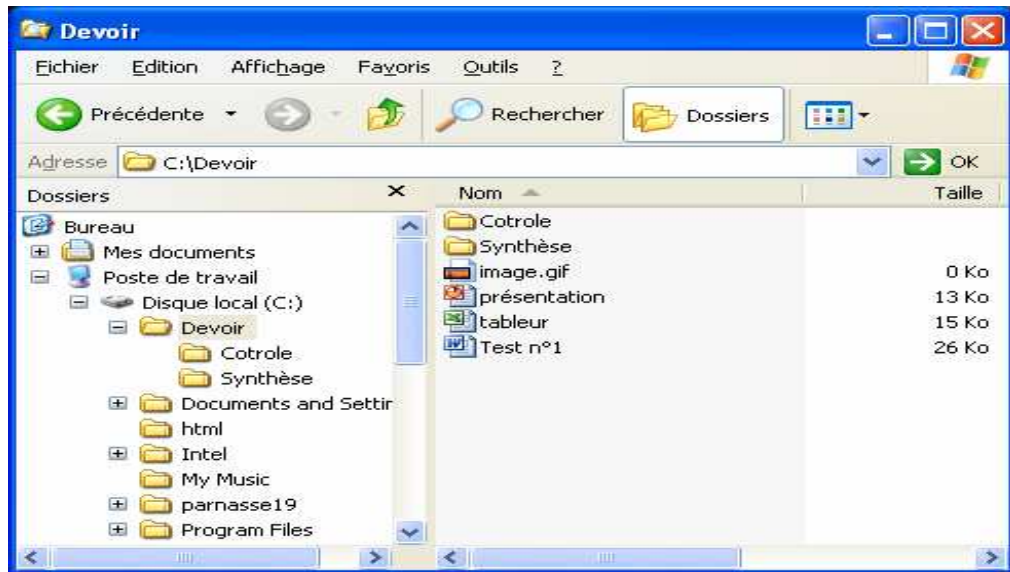 Devoir
Fichier Edition Affichage Favoris Outils ?
Précédente Rechercher Dossiers
Adresse C:\Devoir OK
Dossiers
Bureau
Mes documents
Poste de travail
Disque local (C:)
Devoir
Cotrole
Synthèse
Documents and Settir
html
Intel
My Music
parnasse19
Program Files
Nom Taille
Cotrole
Synthèse
image.gif 0 Ko
présentation 13 Ko
tableur 15 Ko
Test n°1 26 Ko